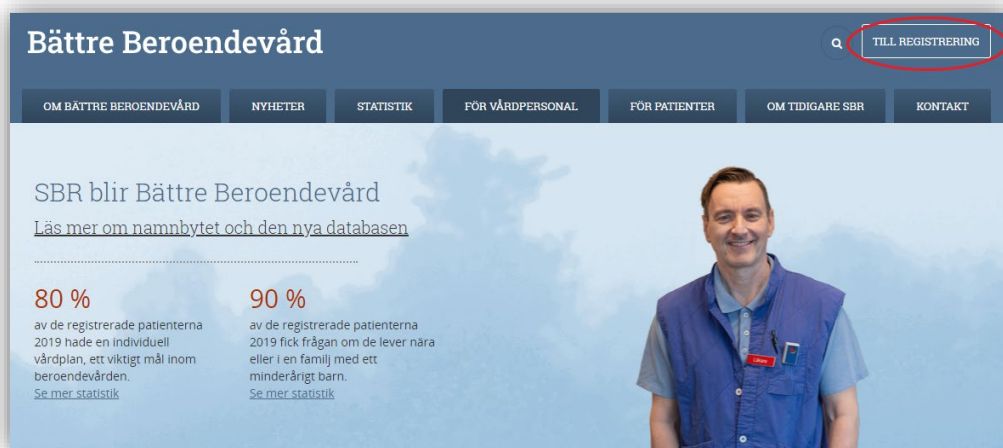 Bättre Beroendevård
TILL REGISTRERING
OM BÄTTRE BEROENDEVÅRD NYHETER STATISTIK FÖR VÅRDPERSONAL FÖR PATIENTER OM TIDIGARE SBR KONTAKT
SBR blir Bättre Beroendevård
Läs mer om namnbytet och den nya databasen
80 %
av de registrerade patienterna
2019 hade en individuell
vårdplan, ett viktigt mål inom
beroendevården.
Se mer statistik
90 %
av de registrerade patienterna
2019 fick frågan om de lever nära
eller i en familj med ett
minderårigt barn.
Se mer statistik
Läkare